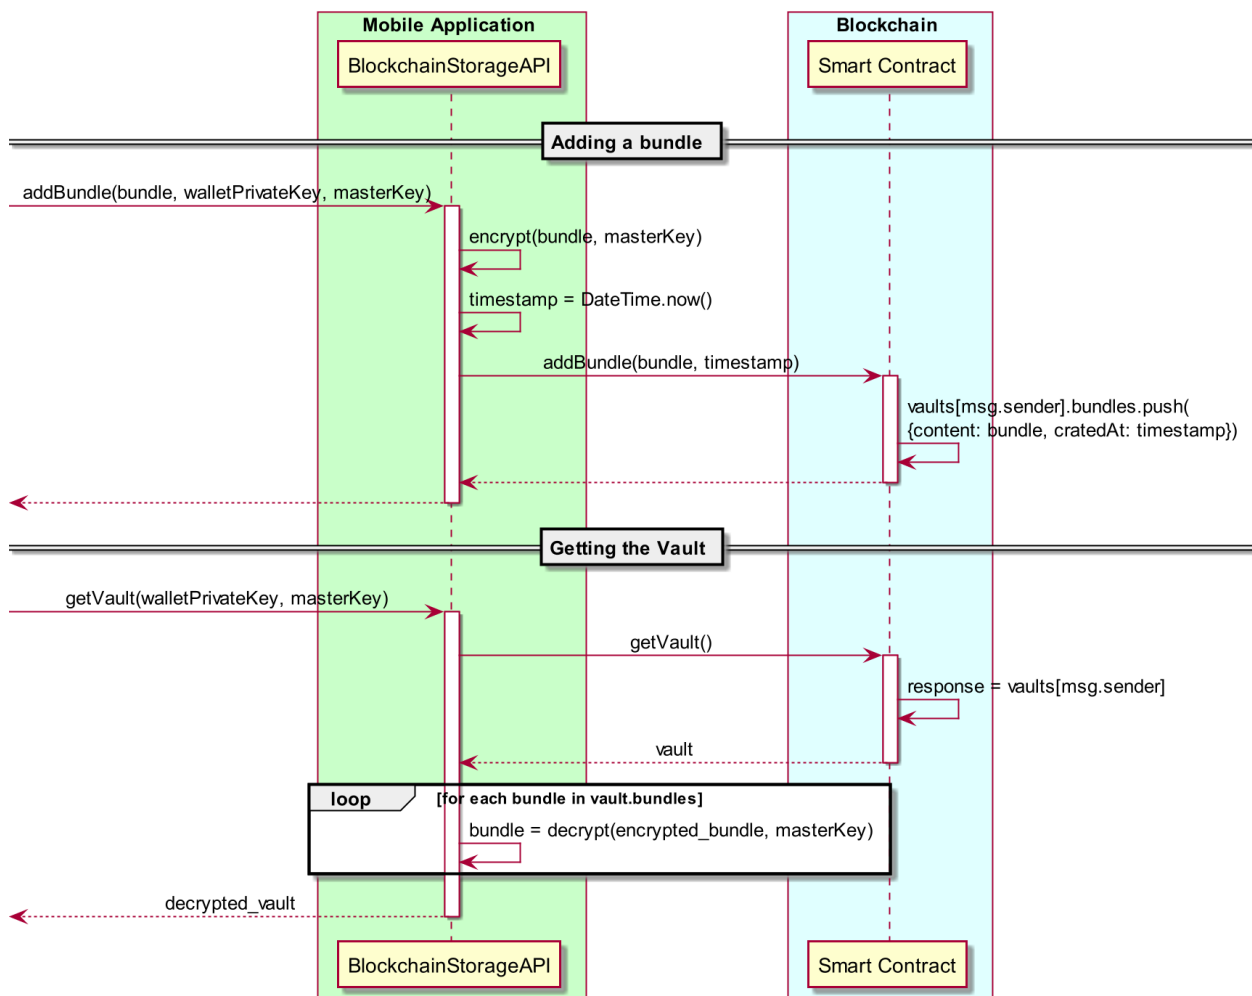 Mobile Application
Blockchain
BlockchainStorageAPI
Smart Contract
Adding a bundle
addBundle(bundle, walletPrivateKey, masterKey)
encrypt(bundle, masterKey)
timestamp = DateTime.now()
addBundle(bundle, timestamp)
vaults[msg.sender].bundles.push(
{content: bundle, cratedAt: timestamp})
Getting the Vault
getVault(walletPrivateKey, masterKey)
getVault()
response = vaults[msg.sender]
vault
loop
[for each bundle in vault.bundles]
bundle = decrypt(encrypted_bundle, masterKey)
decrypted_vault
BlockchainStorageAPI
Smart Contract